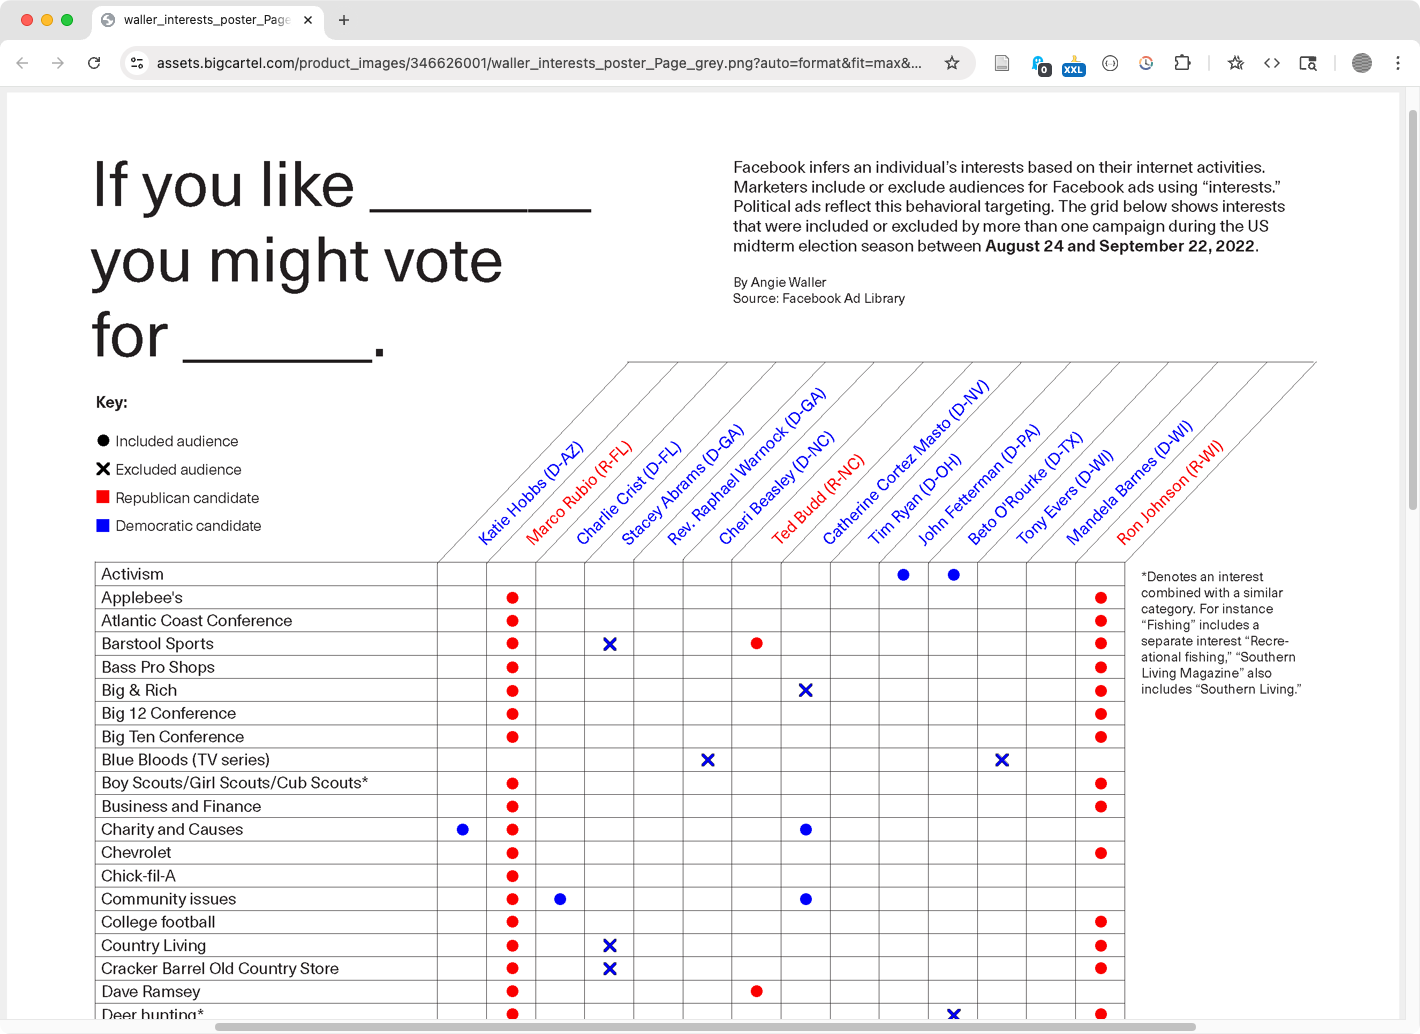 waller_interests_poster_Page
assets.bigcartel.com/product_images/346626001/waller_interests_poster_Page_grey.png?auto=format&fit=max&...
0
XXL
If you like ________
you might vote
for _______.
Facebook infers an individual’s interests based on their internet activities.
Marketers include or exclude audiences for Facebook ads using “interests.”
Political ads reflect this behavioral targeting. The grid below shows interests
that were included or excluded by more than one campaign during the US
midterm election season between August 24 and September 22, 2022.
By Angie Waller
Source: Facebook Ad Library
Key:
Included audience
Excluded audience
Republican candidate
Democratic candidate
Katie Hobbs (D-AZ)
Marco Rubio (R-FL)
Charlie Crist (D-FL)
Stacey Abrams (D-GA)
Rev. Raphael Warnock (D-GA)
Cheri Beasley (D-NC)
Ted Budd (R-NC)
Catherine Cortez Masto (D-NV)
Tim Ryan (D-OH)
John Fetterman (D-PA)
Beto O'Rourke (D-TX)
Tony Evers (D-WI)
Mandela Barnes (D-WI)
Ron Johnson (R-WI)
Activism
Applebee's
Atlantic Coast Conference
Barstool Sports
Bass Pro Shops
Big & Rich
Big 12 Conference
Big Ten Conference
Blue Bloods (TV series)
Boy Scouts/Girl Scouts/Cub Scouts*
Business and Finance
Charity and Causes
Chevrolet
Chick-fil-A
Community issues
College football
Country Living
Cracker Barrel Old Country Store
Dave Ramsey
Deer hunting*
*Denotes an interest
combined with a similar
category. For instance
“Fishing” includes a
separate interest “Recre-
ational fishing,” “Southern
Living Magazine” also
includes “Southern Living.”